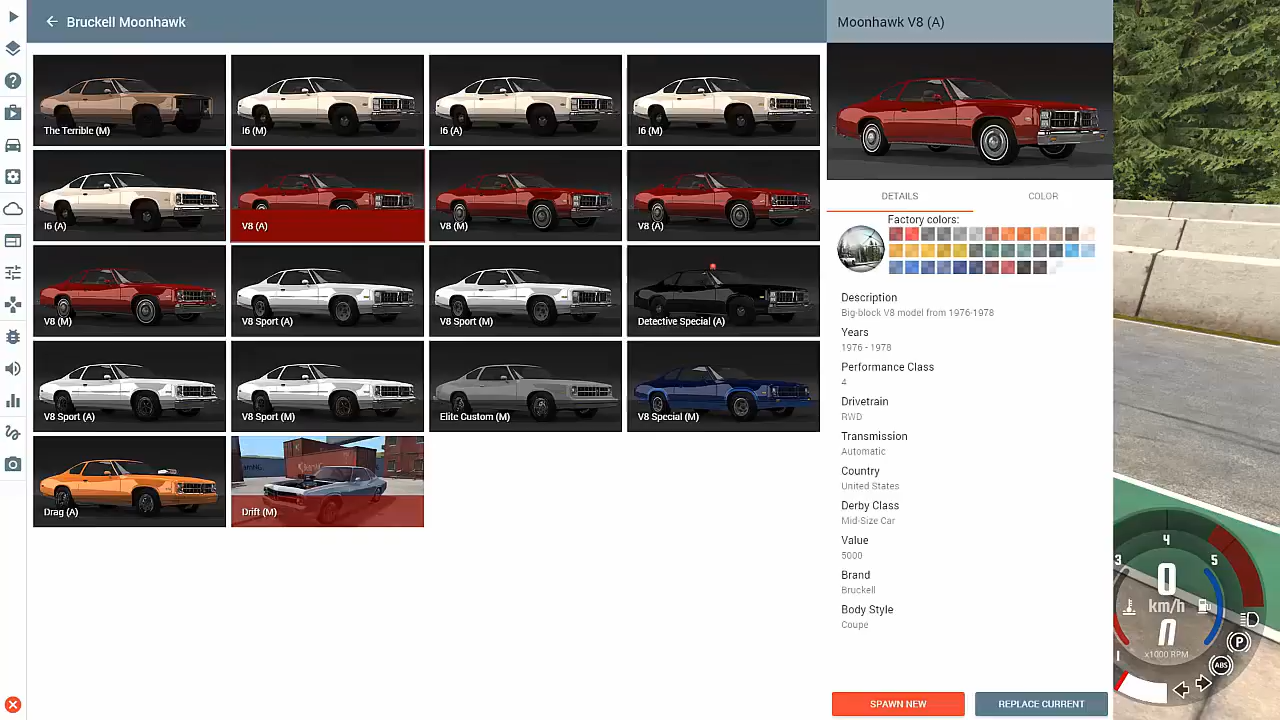 Bruckell Moonhawk
The Terrible (M)
I6 (M)
I6 (A)
I6 (M)
I6 (A)
V8 (A)
V8 (M)
V8 (A)
V8 (M)
V8 Sport (A)
V8 Sport (M)
Detective Special (A)
V8 Sport (A)
V8 Sport (M)
Elite Custom (M)
V8 Special (M)
Drag (A)
Drift (M)
Moonhawk V8 (A)
DETAILS
COLOR
Factory colors:
Description
Big-block V8 model from 1976-1978
Years
1976 - 1978
Performance Class
4
Drivetrain
RWD
Transmission
Automatic
Country
United States
Derby Class
Mid-Size Car
Value
5000
Brand
Bruckell
Body Style
Coupe
SPAWN NEW
REPLACE CURRENT
3 4 5
0
km/h
0
1
x1000 RPM
P
ABS